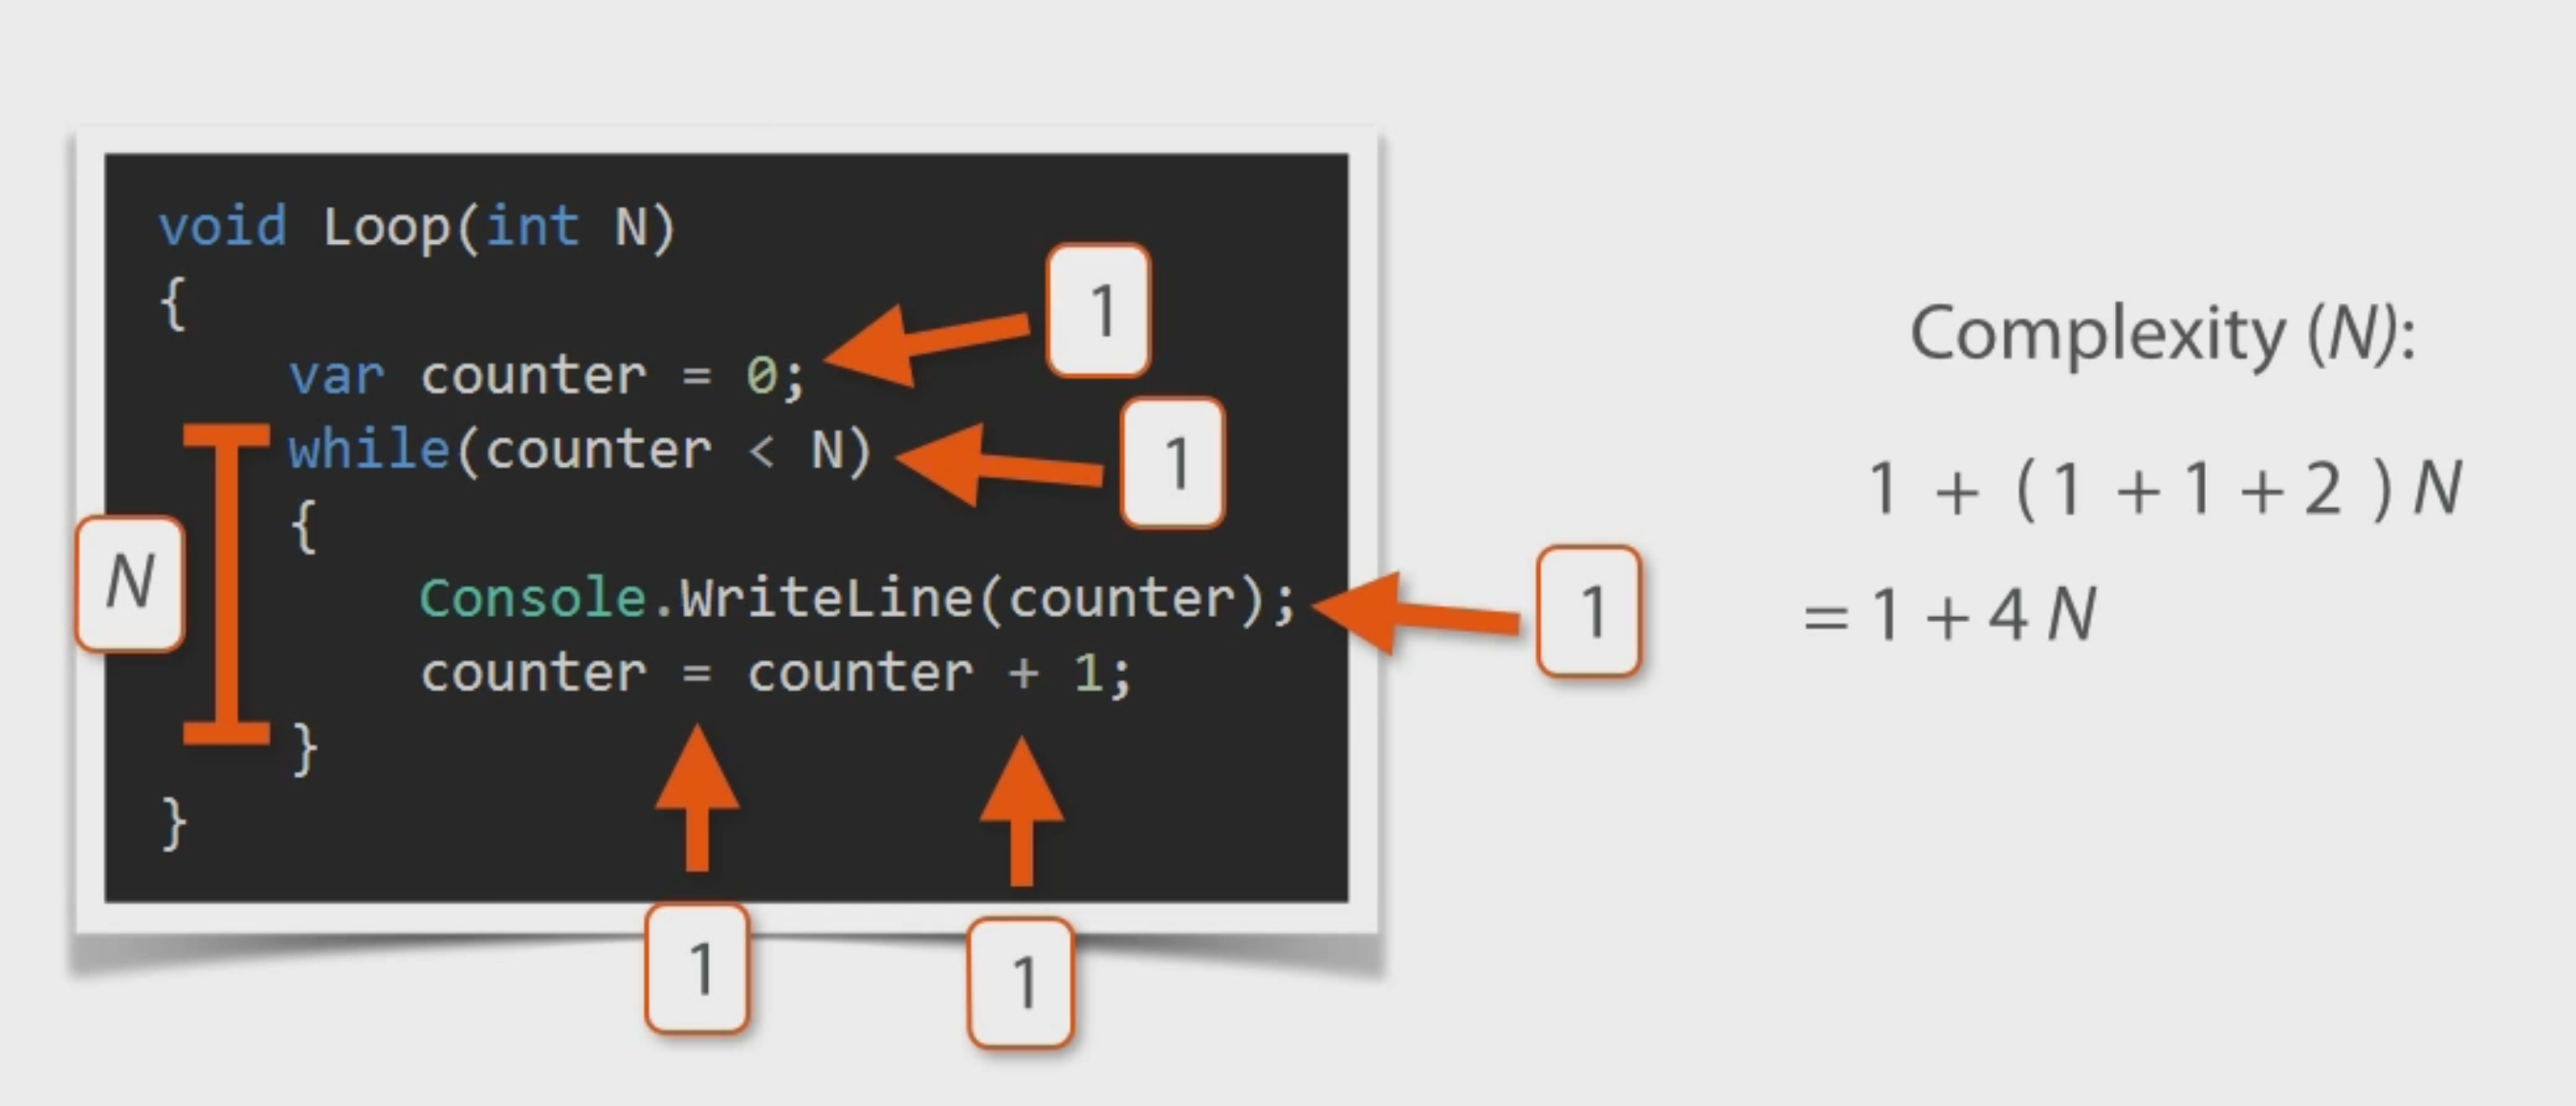 void Loop(int N)
{
1
var counter = 0;
while(counter < N)
1
{
N
Console.WriteLine(counter);
1
counter = counter + 1;
}
}
1
1
Complexity (N):
1 + ( 1 + 1 + 2 ) N
= 1 + 4 N